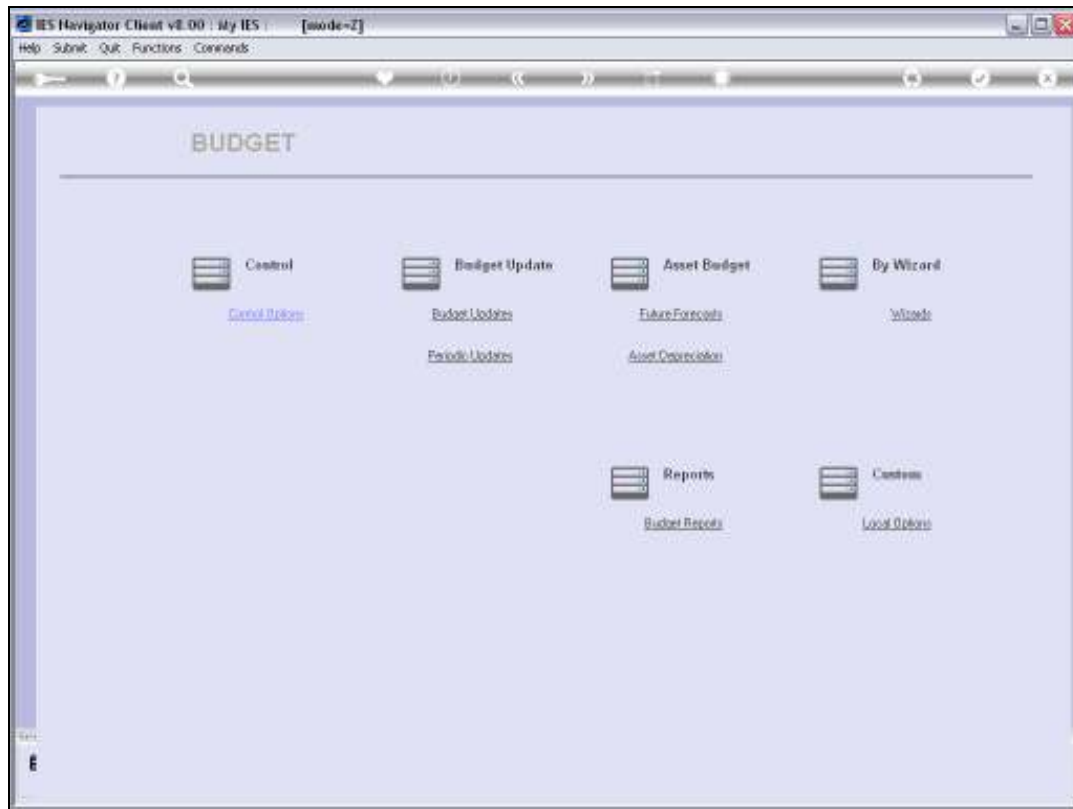 IES Navigator Client v8.00 : My IES : [mode=Z]
Help Submit Quit Functions Commands
BUDGET
Control Budget Update Asset Budget By Wizard
Control Options Budget Updates Future Forecasts Wizards
Periodic Updates Asset Depreciation
Reports Custom
Budget Reports Local Options